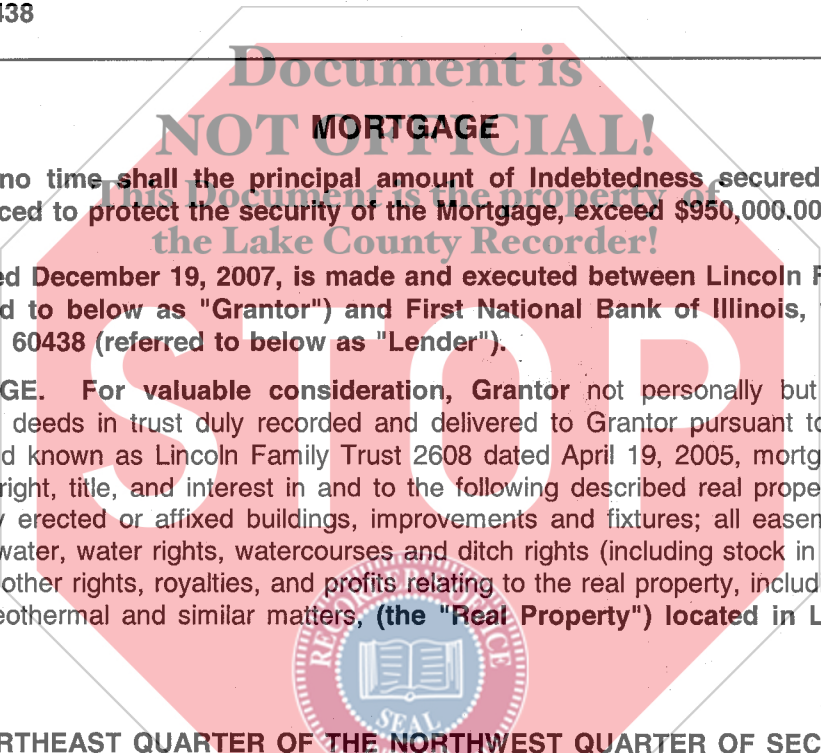 438
Document is
NOT OFFICIAL!
MORTGAGE
no time shall the principal amount of Indebtedness secured
This Document is the property of
ced to protect the security of the Mortgage, exceed $950,000.00
the Lake County Recorder!
ed December 19, 2007, is made and executed between Lincoln F
d to below as "Grantor") and First National Bank of Illinois,
60438 (referred to below as "Lender").
STOP
GE. For valuable consideration, Grantor not personally but
deeds in trust duly recorded and delivered to Grantor pursuant to
d known as Lincoln Family Trust 2608 dated April 19, 2005, mortg
right, title, and interest in and to the following described real prope
y erected or affixed buildings, improvements and fixtures; all easem
water, water rights, watercourses and ditch rights (including stock in
other rights, royalties, and profits relating to the real property, includ
eothermal and similar matters, (the "Real Property") located in L
SEAL
RTHEAST QUARTER OF THE NORTHWEST QUARTER OF SEC